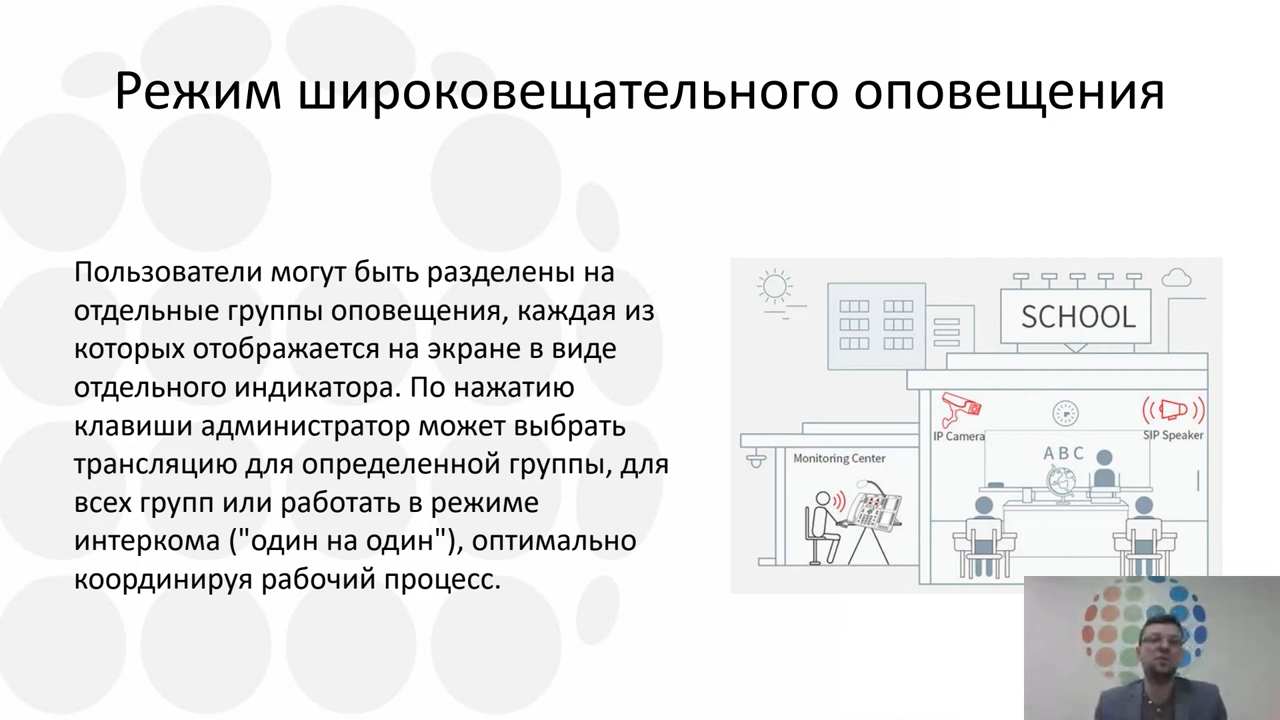 Режим широковещательного оповещения
Пользователи могут быть разделены на
отдельные группы оповещения, каждая из
которых отображается на экране в виде
отдельного индикатора. По нажатию
клавиши администратор может выбрать
трансляцию для определенной группы, для
всех групп или работать в режиме
интеркома ("один на один"), оптимально
координируя рабочий процесс.
SCHOOL
IP Camera
SIP Speaker
A B C
Monitoring Center